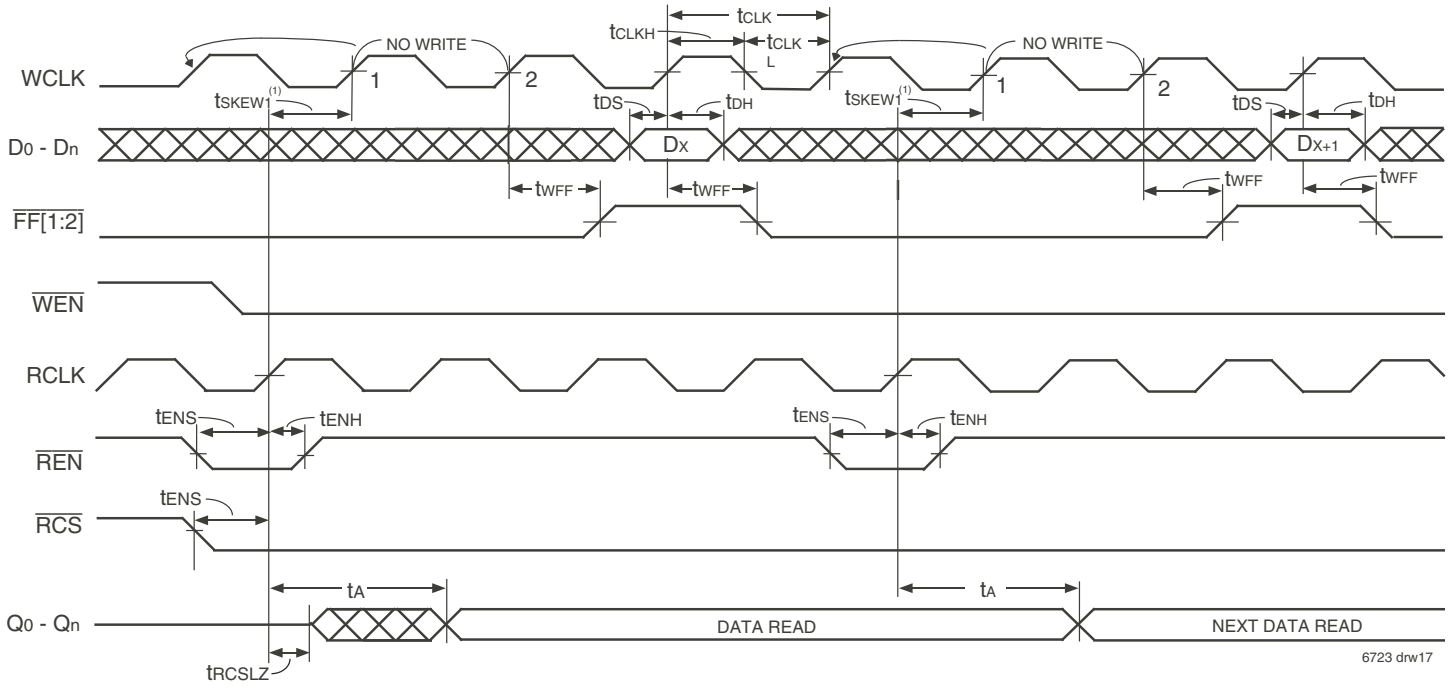 tCLK
tCLKH
tCLK
L
NO WRITE
NO WRITE
WCLK
1
2
1
2
tSKEW1(1)
tDS
tDH
tSKEW1(1)
tDS
tDH
D0 - Dn
DX
DX+1
tWFF
tWFF
tWFF
tWFF
FF[1:2]
WEN
RCLK
tENS
tENH
tENS
tENH
REN
tENS
RCS
tA
tA
Q0 - Qn
DATA READ
NEXT DATA READ
tRCSLZ
6723 drw17